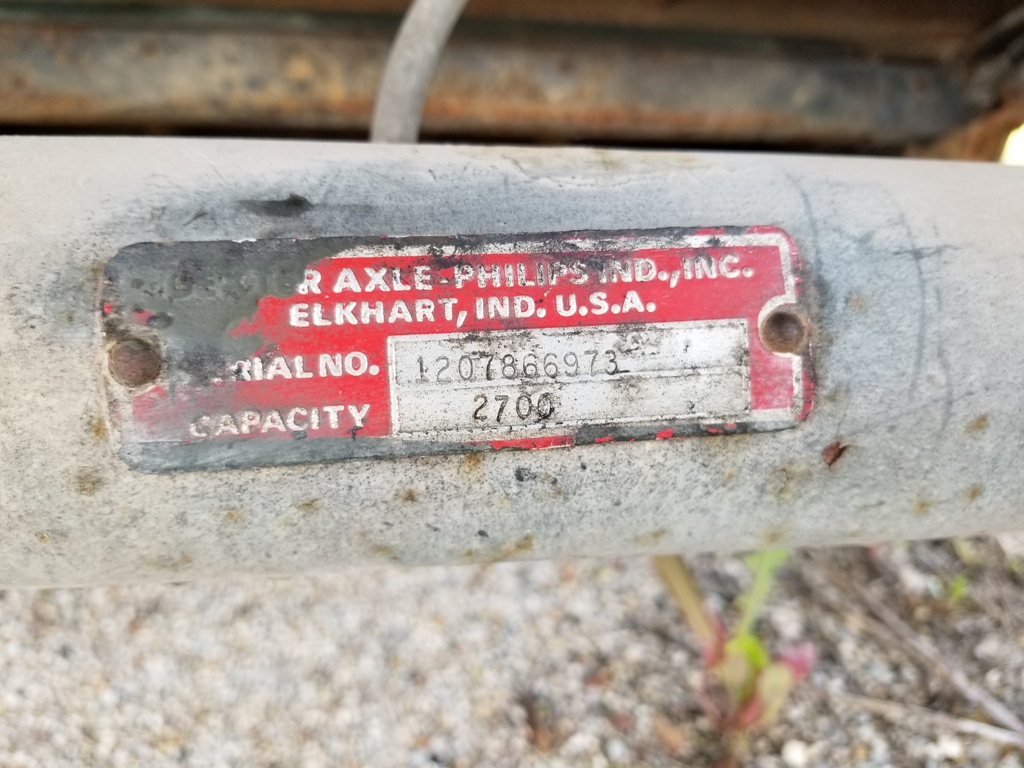 R AXLE-PHILIPS IND., INC.
ELKHART, IND. U.S.A.
SERIAL NO. 1207866973
CAPACITY 2700